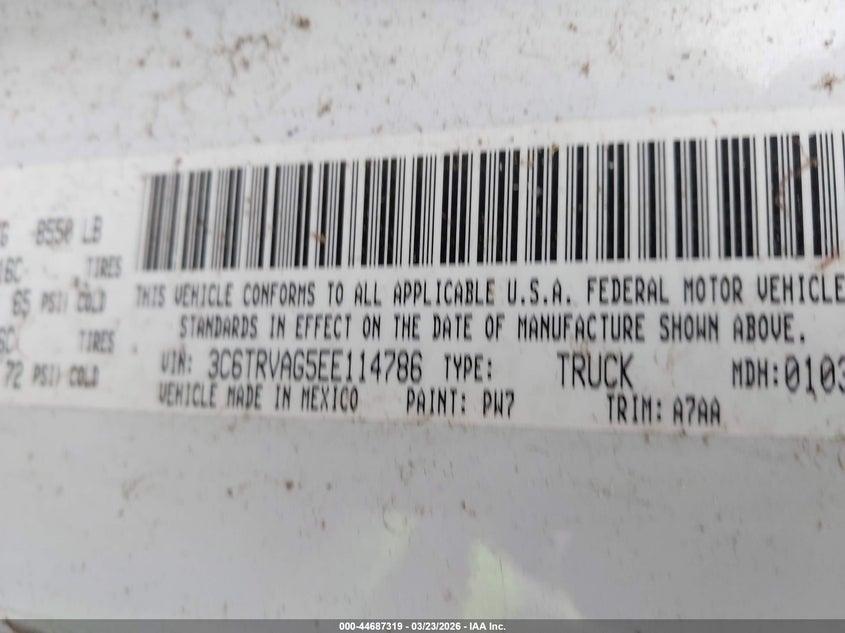 8550 LB
TIRES
65 PSI) COLD
TIRES
72 PSI) COLD
THIS VEHICLE CONFORMS TO ALL APPLICABLE U.S.A. FEDERAL MOTOR VEHICLE
STANDARDS IN EFFECT ON THE DATE OF MANUFACTURE SHOWN ABOVE.
VIN: 3C6TRVAG5EE114786 TYPE: TRUCK MDH: 0103
VEHICLE MADE IN MEXICO PAINT: PW7 TRIM: A7AA
000-44687319 / 03/23/2026 - IAA Inc.